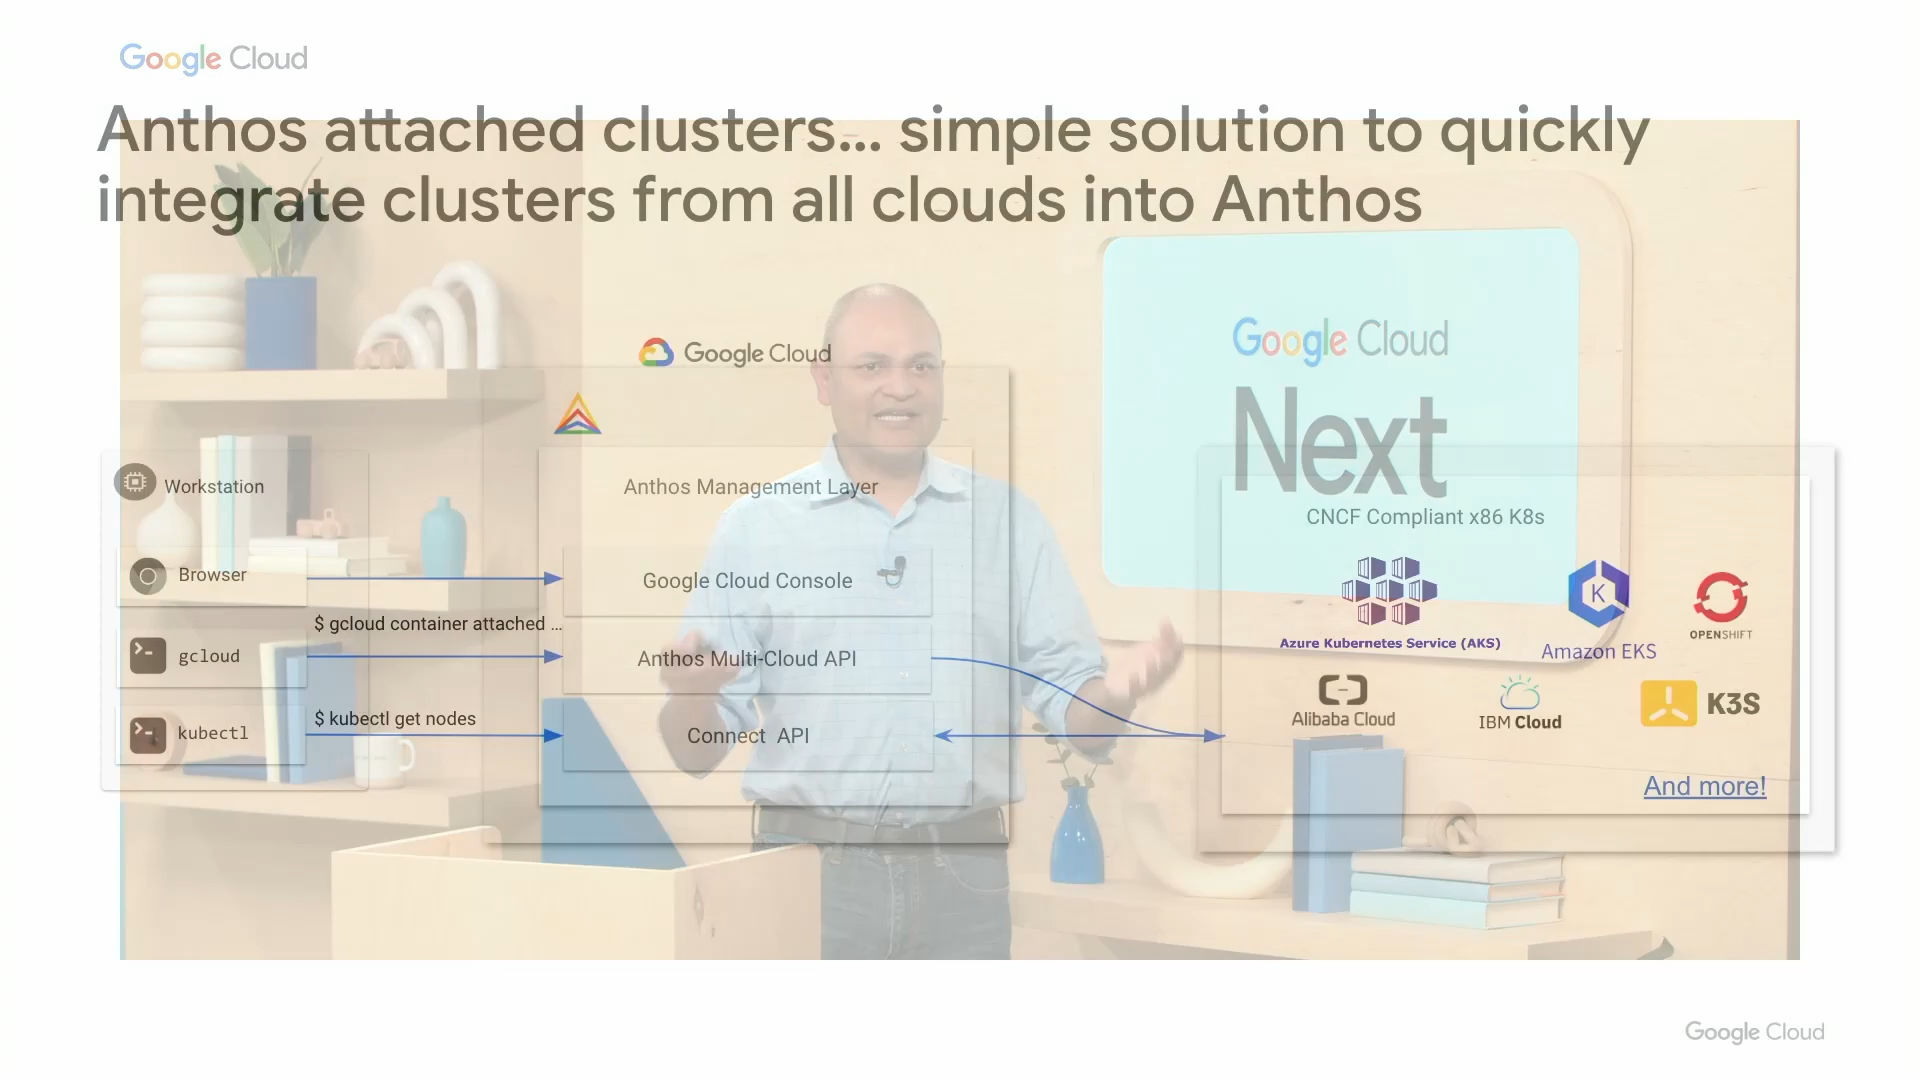 Google Cloud
Anthos attached clusters... simple solution to quickly
integrate clusters from all clouds into Anthos
Google Cloud
Google Cloud
Next
Workstation
Browser
gcloud
kubectl
$ gcloud container attached ...
$ kubectl get nodes
Anthos Management Layer
Google Cloud Console
Anthos Multi-Cloud API
Connect API
CNCF Compliant x86 K8s
Azure Kubernetes Service (AKS)
K
Amazon EKS
OPENSHIFT
Alibaba Cloud
IBM Cloud
K3S
And more!
Google Cloud